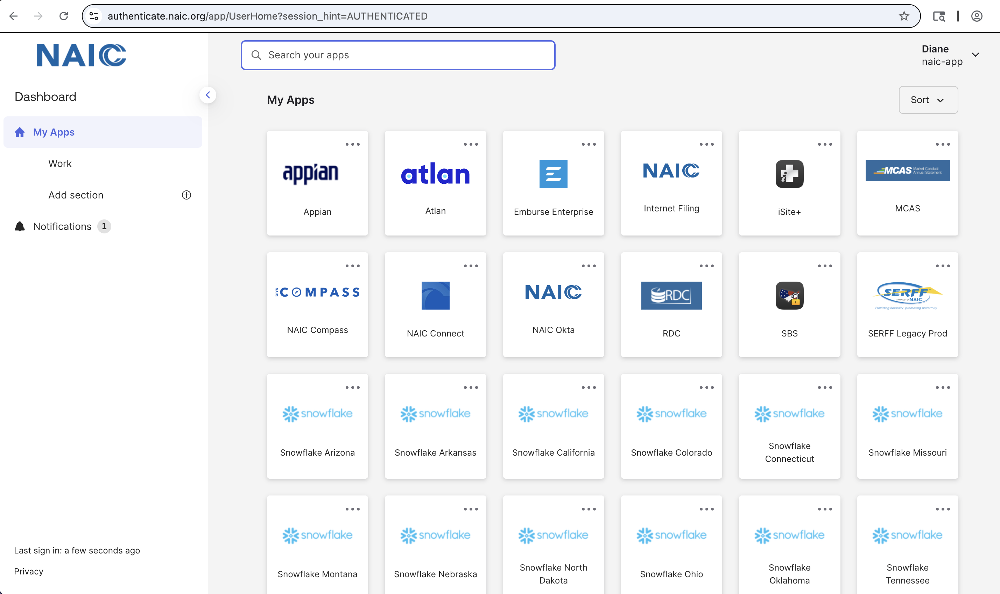 authenticate.naic.org/app/UserHome?session_hint=AUTHENTICATED
NAIC
Search your apps
Diane
naic-app
Dashboard
My Apps
Sort
My Apps
Work
Add section
Notifications 1
appian
Appian
atlan
Atlan
Emburse Enterprise
NAIC
Internet Filing
i
iSite+
MCAS Market Conduct
Annual Statement
MCAS
NAIC COMPASS
NAIC Compass
NAIC Connect
NAIC
NAIC Okta
RDC
RDC
SBS
SERFF™
A PRODUCT OF NAIC
Providing flexibility, promoting uniformity
SERFF Legacy Prod
snowflake
Snowflake Arizona
snowflake
Snowflake Arkansas
snowflake
Snowflake California
snowflake
Snowflake Colorado
snowflake
Snowflake
Connecticut
snowflake
Snowflake Missouri
snowflake
Snowflake Montana
snowflake
Snowflake Nebraska
snowflake
Snowflake North
Dakota
snowflake
Snowflake Ohio
snowflake
Snowflake
Oklahoma
snowflake
Snowflake
Tennessee
Last sign in: a few seconds ago
Privacy